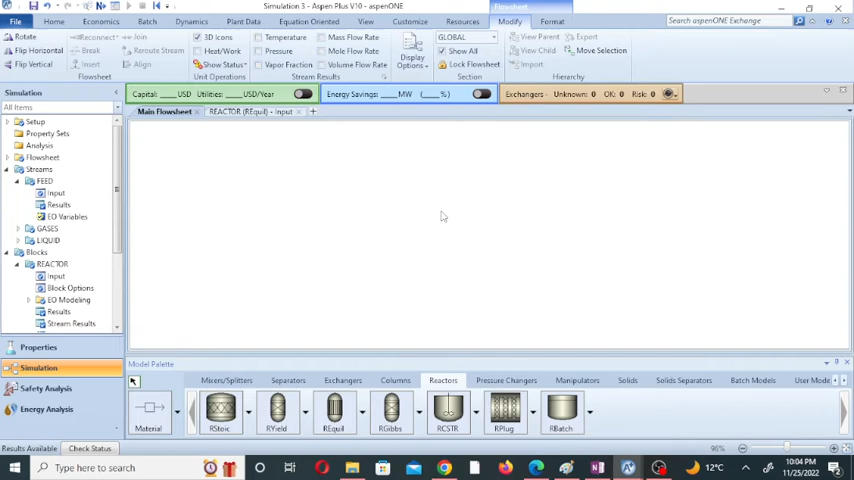 Simulation 3 - Aspen Plus V10 - aspenONE
Flowsheet
File Home Economics Batch Dynamics Plant Data Equation Oriented View Customize Resources Modify Format Search aspenONE Exchange
Rotate Reconnect Join 3D Icons Temperature Mass Flow Rate GLOBAL View Parent Export
Flip Horizontal Break Reroute Stream Heat/Work Pressure Mole Flow Rate Display Options Show All View Child Move Selection
Flip Vertical Insert Align Show Status Vapor Fraction Volume Flow Rate Lock Flowsheet Import
Flowsheet Unit Operations Stream Results Section Hierarchy
Simulation
Capital: ____USD Utilities: ____USD/Year Energy Savings: ____MW (____%) Exchangers - Unknown: 0 OK: 0 Risk: 0
All Items
Main Flowsheet REACTOR (REquil) - Input +
Setup
Property Sets
Analysis
Flowsheet
Streams
FEED
Input
Results
EO Variables
GASES
LIQUID
Blocks
REACTOR
Input
Block Options
EO Modeling
Results
Stream Results
Properties
Simulation
Safety Analysis
Energy Analysis
Model Palette
Mixers/Splitters Separators Exchangers Columns Reactors Pressure Changers Manipulators Solids Solids Separators Batch Models User Mode
Material RStoic RYield REquil RGibbs RCSTR RPlug RBatch
Results Available Check Status 96%
Type here to search 12°C 10:04 PM
11/25/2022 2